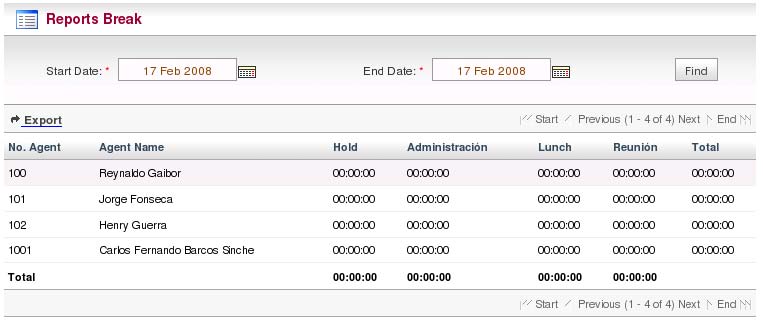 Reports Break
Start Date: * 17 Feb 2008 End Date: * 17 Feb 2008 Find
Export Start Previous (1 - 4 of 4) Next End
No. Agent Agent Name Hold Administración Lunch Reunión Total
100 Reynaldo Gaibor 00:00:00 00:00:00 00:00:00 00:00:00 00:00:00
101 Jorge Fonseca 00:00:00 00:00:00 00:00:00 00:00:00 00:00:00
102 Henry Guerra 00:00:00 00:00:00 00:00:00 00:00:00 00:00:00
1001 Carlos Fernando Barcos Sinche 00:00:00 00:00:00 00:00:00 00:00:00 00:00:00
Total 00:00:00 00:00:00 00:00:00 00:00:00
Start Previous (1 - 4 of 4) Next End